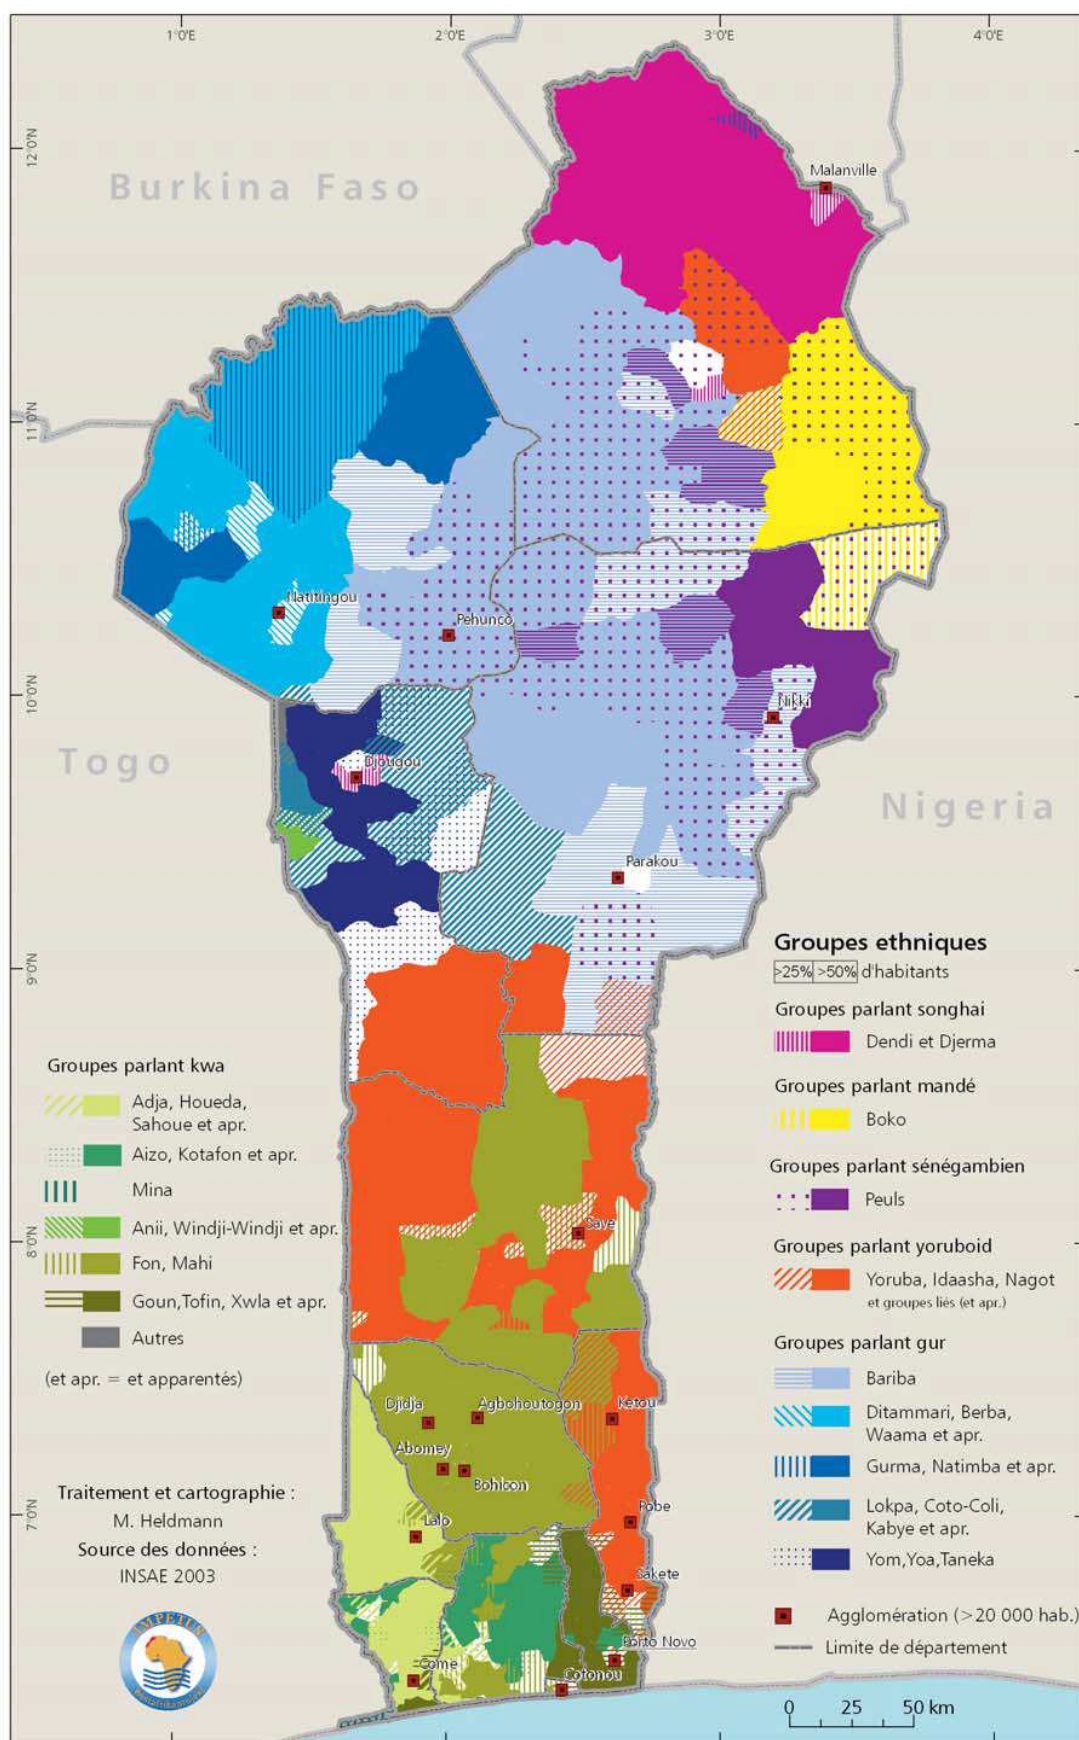 1°0'E
2°0'E
3°0'E
4°0'E
12°0'N
11°0'N
10°0'N
9°0'N
8°0'N
7°0'N
Burkina Faso
Togo
Nigeria
Malanville
Natitingou
Pehunco
Nikki
Djougou
Parakou
Save
Djidja
Agbohoutogon
Ketou
Abomey
Bohicon
Lalo
Pobe
Sakete
Porto Novo
Come
Cotonou
Groupes parlant kwa
Adja, Houeda,
Sahoue et apr.
Aizo, Kotafon et apr.
Mina
Anii, Windji-Windji et apr.
Fon, Mahi
Goun,Tofin, Xwla et apr.
Autres
(et apr. = et apparentés)
Traitement et cartographie :
M. Heldmann
Source des données :
INSAE 2003
IMPETUS
Groupes ethniques
>25% >50% d'habitants
Groupes parlant songhai
Dendi et Djerma
Groupes parlant mandé
Boko
Groupes parlant sénégambien
Peuls
Groupes parlant yoruboid
Yoruba, Idaasha, Nagot
et groupes liés (et apr.)
Groupes parlant gur
Bariba
Ditammari, Berba,
Waama et apr.
Gurma, Natimba et apr.
Lokpa, Coto-Coli,
Kabye et apr.
Yom,Yoa,Taneka
Agglomération (>20 000 hab.)
Limite de département
0 25 50 km